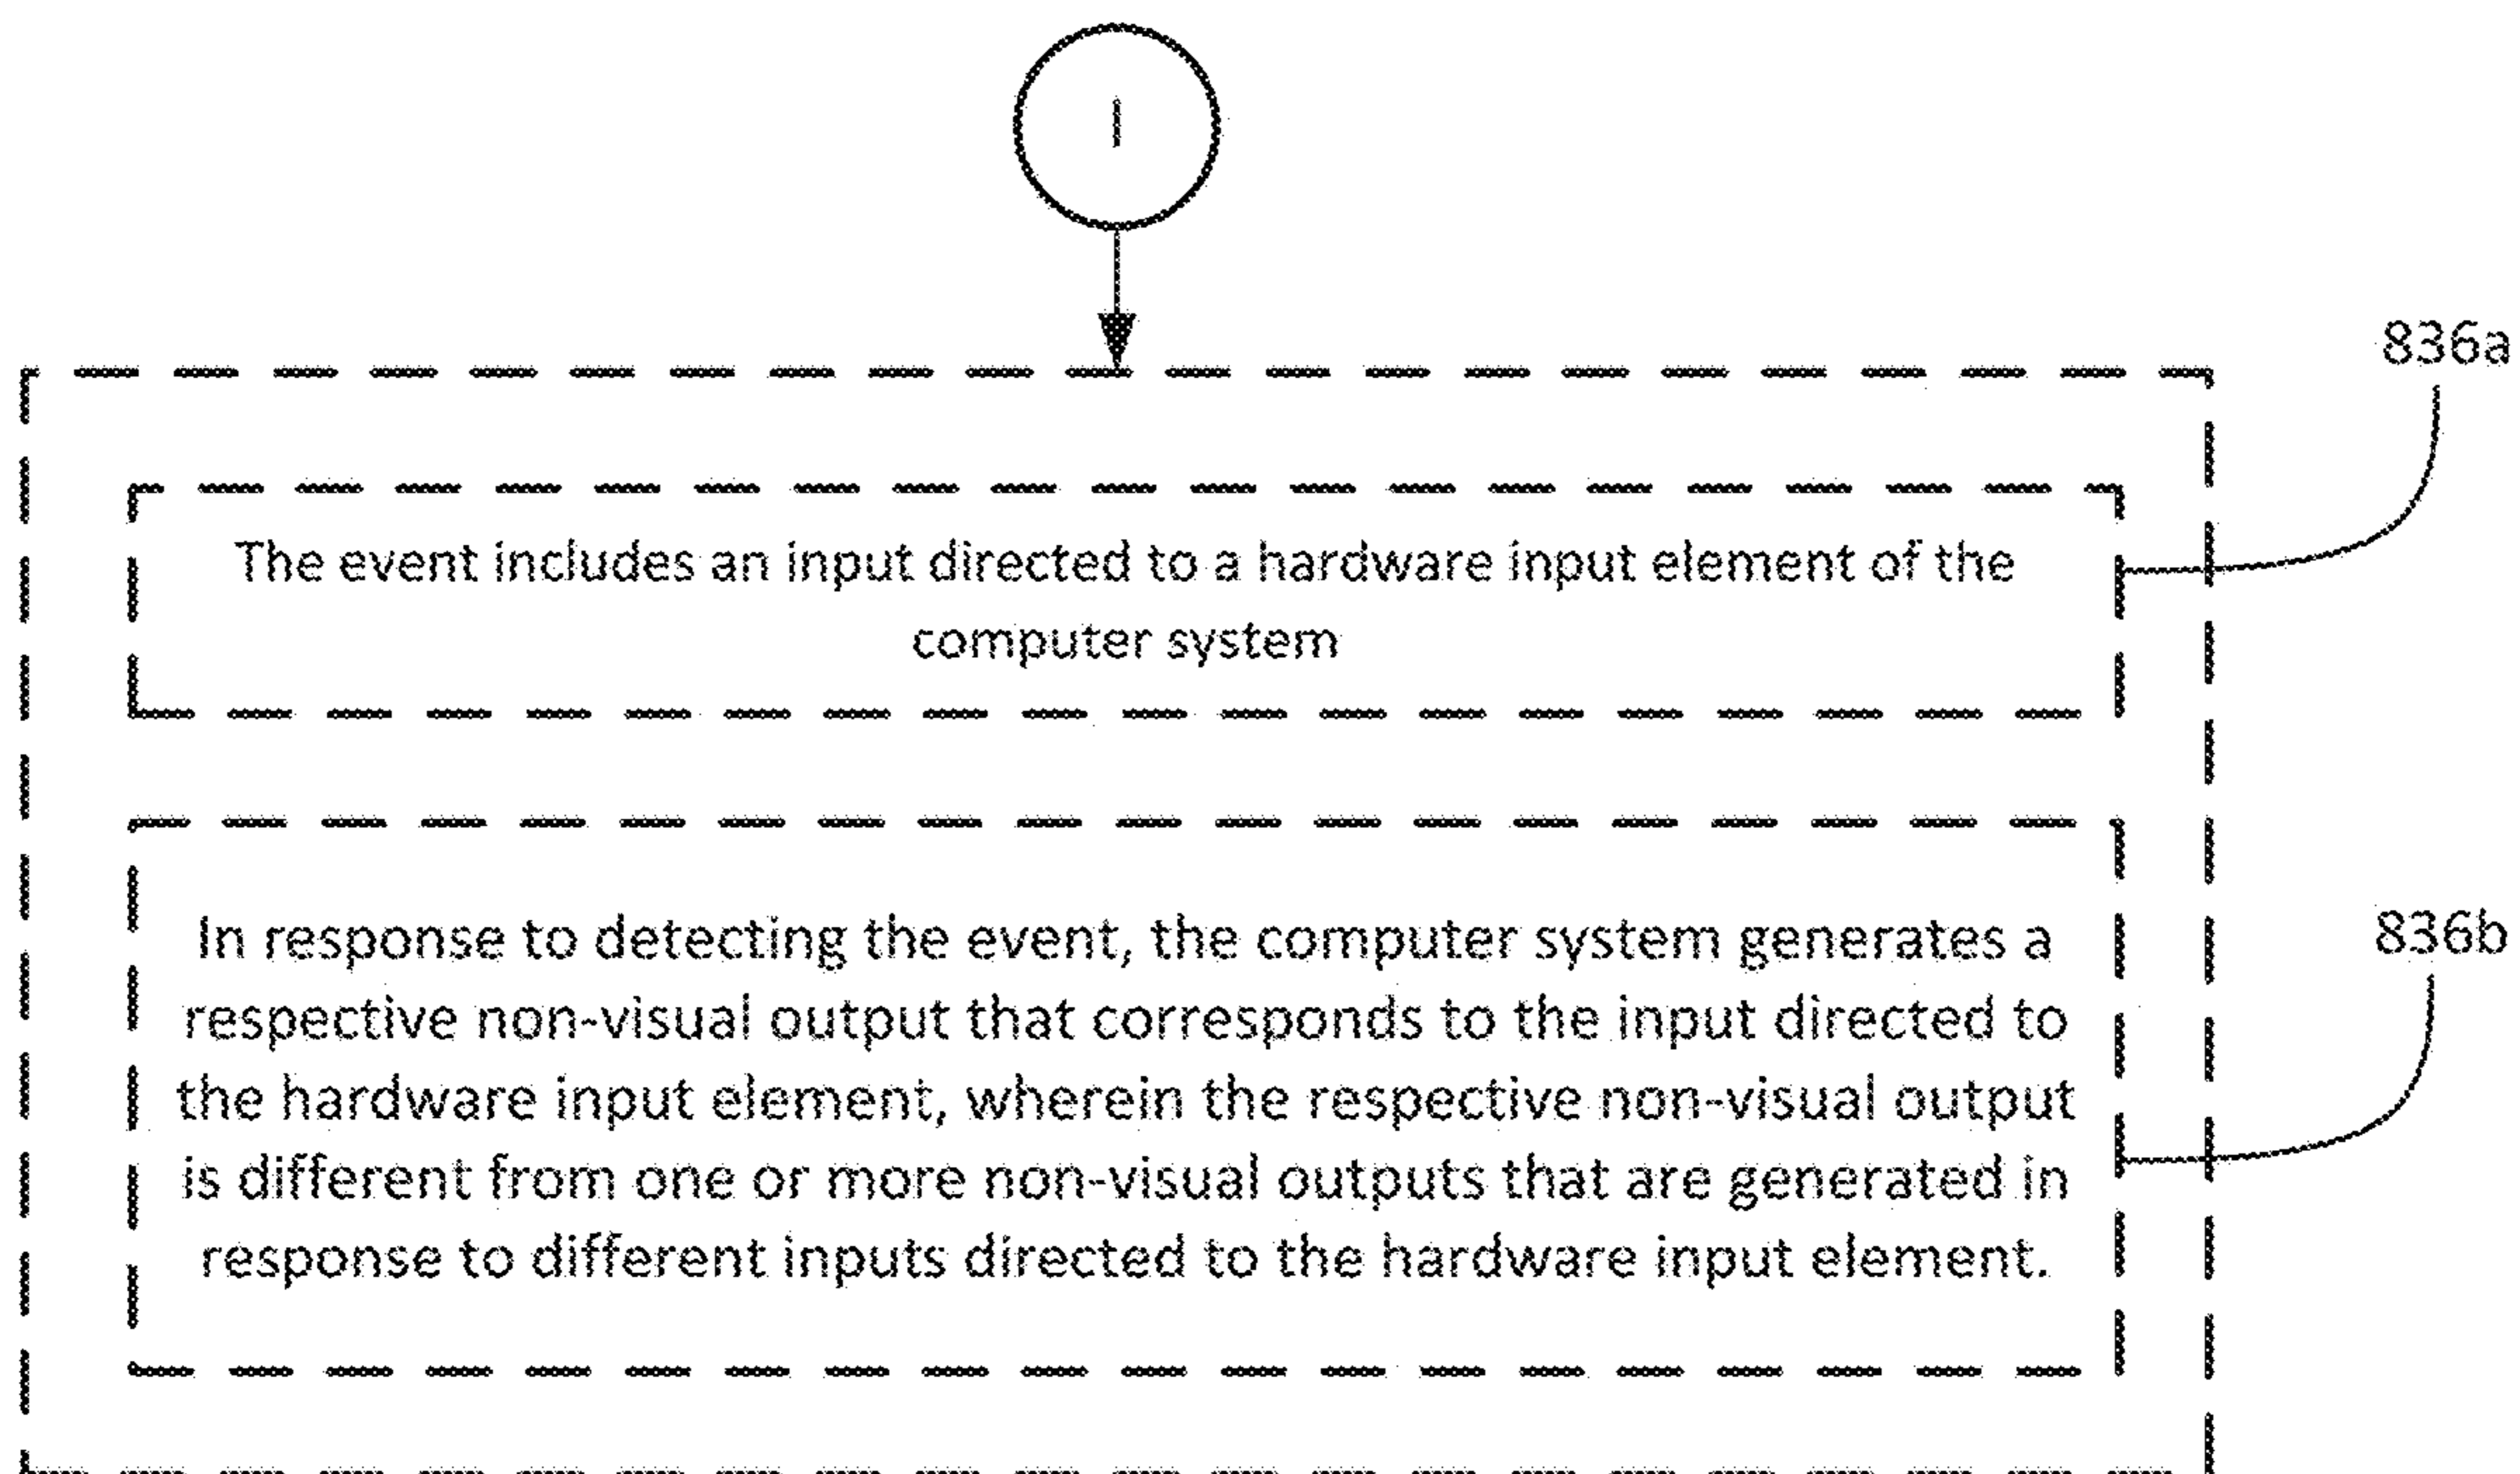 I
836a
The event includes an input directed to a hardware input element of the
computer system
836b
In response to detecting the event, the computer system generates a
respective non-visual output that corresponds to the input directed to
the hardware input element, wherein the respective non-visual output
is different from one or more non-visual outputs that are generated in
response to different inputs directed to the hardware input element.